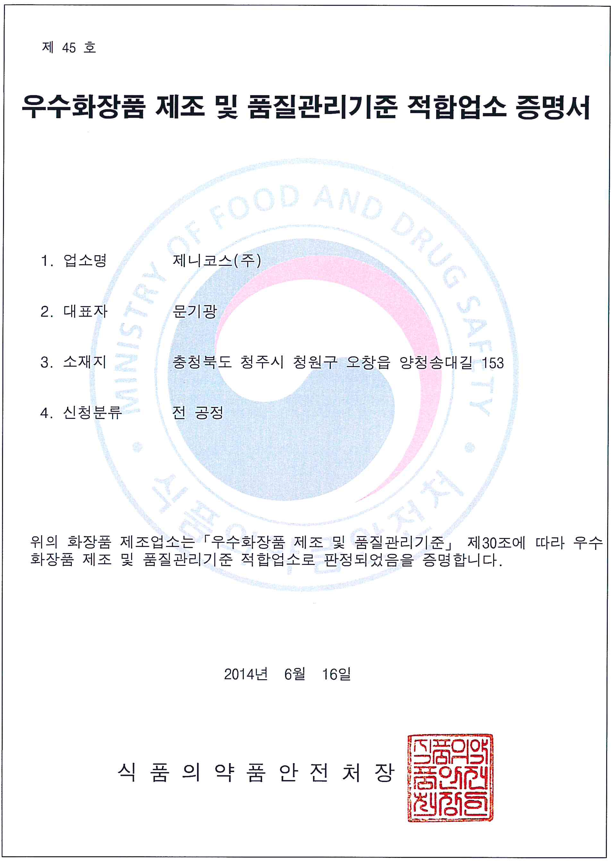 제 45 호
우수화장품 제조 및 품질관리기준 적합업소 증명서
MINISTRY OF FOOD AND DRUG SAFETY
1. 업소명 제니코스(주)
2. 대표자 문기광
3. 소재지 충청북도 청주시 청원구 오창읍 양청송대길 153
4. 신청분류 전 공정
식품의약품안전처
위의 화장품 제조업소는「우수화장품 제조 및 품질관리기준」 제30조에 따라 우수
화장품 제조 및 품질관리기준 적합업소로 판정되었음을 증명합니다.
2014년 6월 16일
식품의약품안전처장
식품의약
품안전
처장의